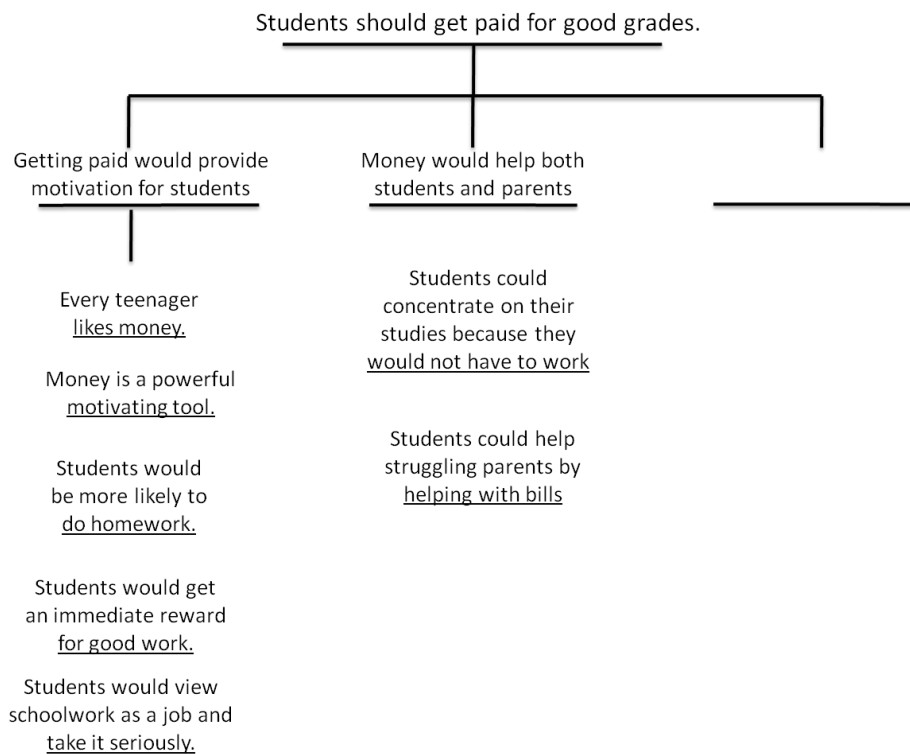 Students should get paid for good grades.
Getting paid would provide
motivation for students
Every teenager
likes money.
Money is a powerful
motivating tool.
Students would
be more likely to
do homework.
Students would get
an immediate reward
for good work.
Students would view
schoolwork as a job and
take it seriously.
Money would help both
students and parents
Students could
concentrate on their
studies because they
would not have to work
Students could help
struggling parents by
helping with bills